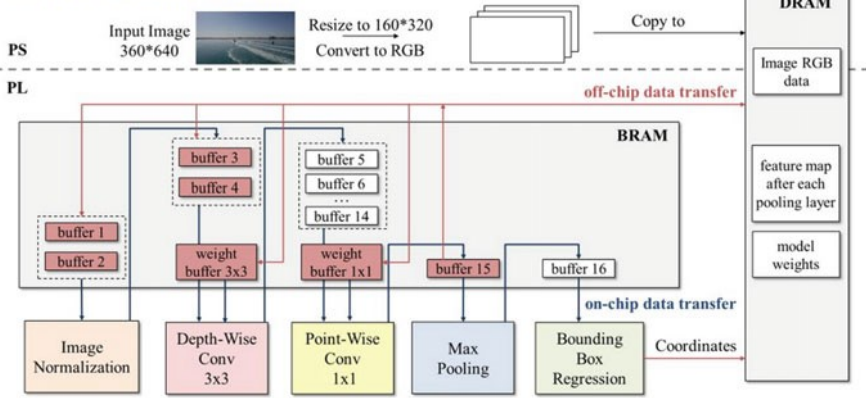 DRAM
Input Image
360*640
Resize to 160*320
Convert to RGB
Copy to
PS
Image RGB
data
PL
off-chip data transfer
BRAM
buffer 3
buffer 4
buffer 5
buffer 6
...
buffer 14
feature map
after each
pooling layer
buffer 1
buffer 2
weight
buffer 3x3
weight
buffer 1x1
buffer 15
buffer 16
model
weights
on-chip data transfer
Image
Normalization
Depth-Wise
Conv
3x3
Point-Wise
Conv
1x1
Max
Pooling
Bounding
Box
Regression
Coordinates